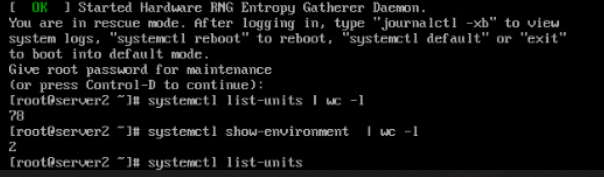 [  OK  ] Started Hardware RNG Entropy Gatherer Daemon.
You are in rescue mode. After logging in, type "journalctl -xb" to view
system logs, "systemctl reboot" to reboot, "systemctl default" or "exit"
to boot into default mode.
Give root password for maintenance
(or press Control-D to continue):
[root@server2 ~]# systemctl list-units | wc -l
78
[root@server2 ~]# systemctl show-environment  | wc -l
2
[root@server2 ~]# systemctl list-units